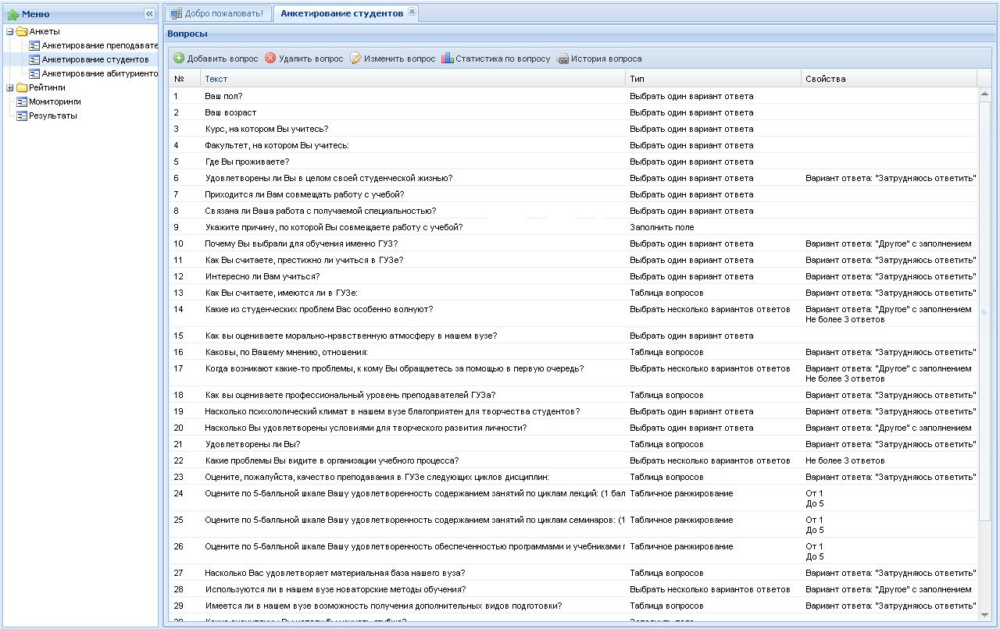 Меню
Добро пожаловать!
Анкетирование студентов
Анкеты
Анкетирование преподавате
Анкетирование студентов
Анкетирование абитуриенто
Рейтинги
Мониторинги
Результаты
Вопросы
Добавить вопрос Удалить вопрос Изменить вопрос Статистика по вопросу История вопроса
№ Текст Тип Свойства
1 Ваш пол? Выбрать один вариант ответа
2 Ваш возраст Выбрать один вариант ответа
3 Курс, на котором Вы учитесь? Выбрать один вариант ответа
4 Факультет, на котором Вы учитесь: Выбрать один вариант ответа
5 Где Вы проживаете? Выбрать один вариант ответа
6 Удовлетворены ли Вы в целом своей студенческой жизнью? Выбрать один вариант ответа Вариант ответа: "Затрудняюсь ответить"
7 Приходится ли Вам совмещать работу с учебой? Выбрать один вариант ответа
8 Связана ли Ваша работа с получаемой специальностью? Выбрать один вариант ответа
9 Укажите причину, по которой Вы совмещаете работу с учебой? Заполнить поле
10 Почему Вы выбрали для обучения именно ГУЗ? Выбрать один вариант ответа Вариант ответа: "Другое" с заполнением
11 Как Вы считаете, престижно ли учиться в ГУЗе? Выбрать один вариант ответа Вариант ответа: "Затрудняюсь ответить"
12 Интересно ли Вам учиться? Выбрать один вариант ответа Вариант ответа: "Затрудняюсь ответить"
13 Как Вы считаете, имеются ли в ГУЗе: Таблица вопросов Вариант ответа: "Затрудняюсь ответить"
14 Какие из студенческих проблем Вас особенно волнуют? Выбрать несколько вариантов ответов Вариант ответа: "Другое" с заполнением
Не более 3 ответов
15 Как вы оцениваете морально-нравственную атмосферу в нашем вузе? Выбрать один вариант ответа
16 Каковы, по Вашему мнению, отношения: Таблица вопросов Вариант ответа: "Затрудняюсь ответить"
17 Когда возникают какие-то проблемы, к кому Вы обращаетесь за помощью в первую очередь? Выбрать несколько вариантов ответов Вариант ответа: "Другое" с заполнением
Не более 3 ответов
18 Как вы оцениваете профессиональный уровень преподавателей ГУЗа? Таблица вопросов Вариант ответа: "Затрудняюсь ответить"
19 Насколько психологический климат в нашем вузе благоприятен для творчества студентов? Выбрать один вариант ответа Вариант ответа: "Затрудняюсь ответить"
20 Насколько Вы удовлетворены условиями для творческого развития личности? Выбрать один вариант ответа Вариант ответа: "Другое" с заполнением
21 Удовлетворены ли Вы? Таблица вопросов Вариант ответа: "Затрудняюсь ответить"
22 Какие проблемы Вы видите в организации учебного процесса? Выбрать несколько вариантов ответов Не более 3 ответов
23 Оцените, пожалуйста, качество преподавания в ГУЗе следующих циклов дисциплин: Таблица вопросов Вариант ответа: "Затрудняюсь ответить"
24 Оцените по 5-балльной шкале Вашу удовлетворенность содержанием занятий по циклам лекций: (1 бал Табличное ранжирование От 1
До 5
25 Оцените по 5-балльной шкале Вашу удовлетворенность содержанием занятий по циклам семинаров: (1 Табличное ранжирование От 1
До 5
26 Оцените по 5-балльной шкале Вашу удовлетворенность обеспеченностью программами и учебниками Табличное ранжирование От 1
До 5
27 Насколько Вас удовлетворяет материальная база нашего вуза? Таблица вопросов Вариант ответа: "Затрудняюсь ответить"
28 Используются ли в нашем вузе новаторские методы обучения? Выбрать несколько вариантов ответов Вариант ответа: "Другое" с заполнением
29 Имеется ли в нашем вузе возможность получения дополнительных видов подготовки? Таблица вопросов Вариант ответа: "Затрудняюсь ответить"